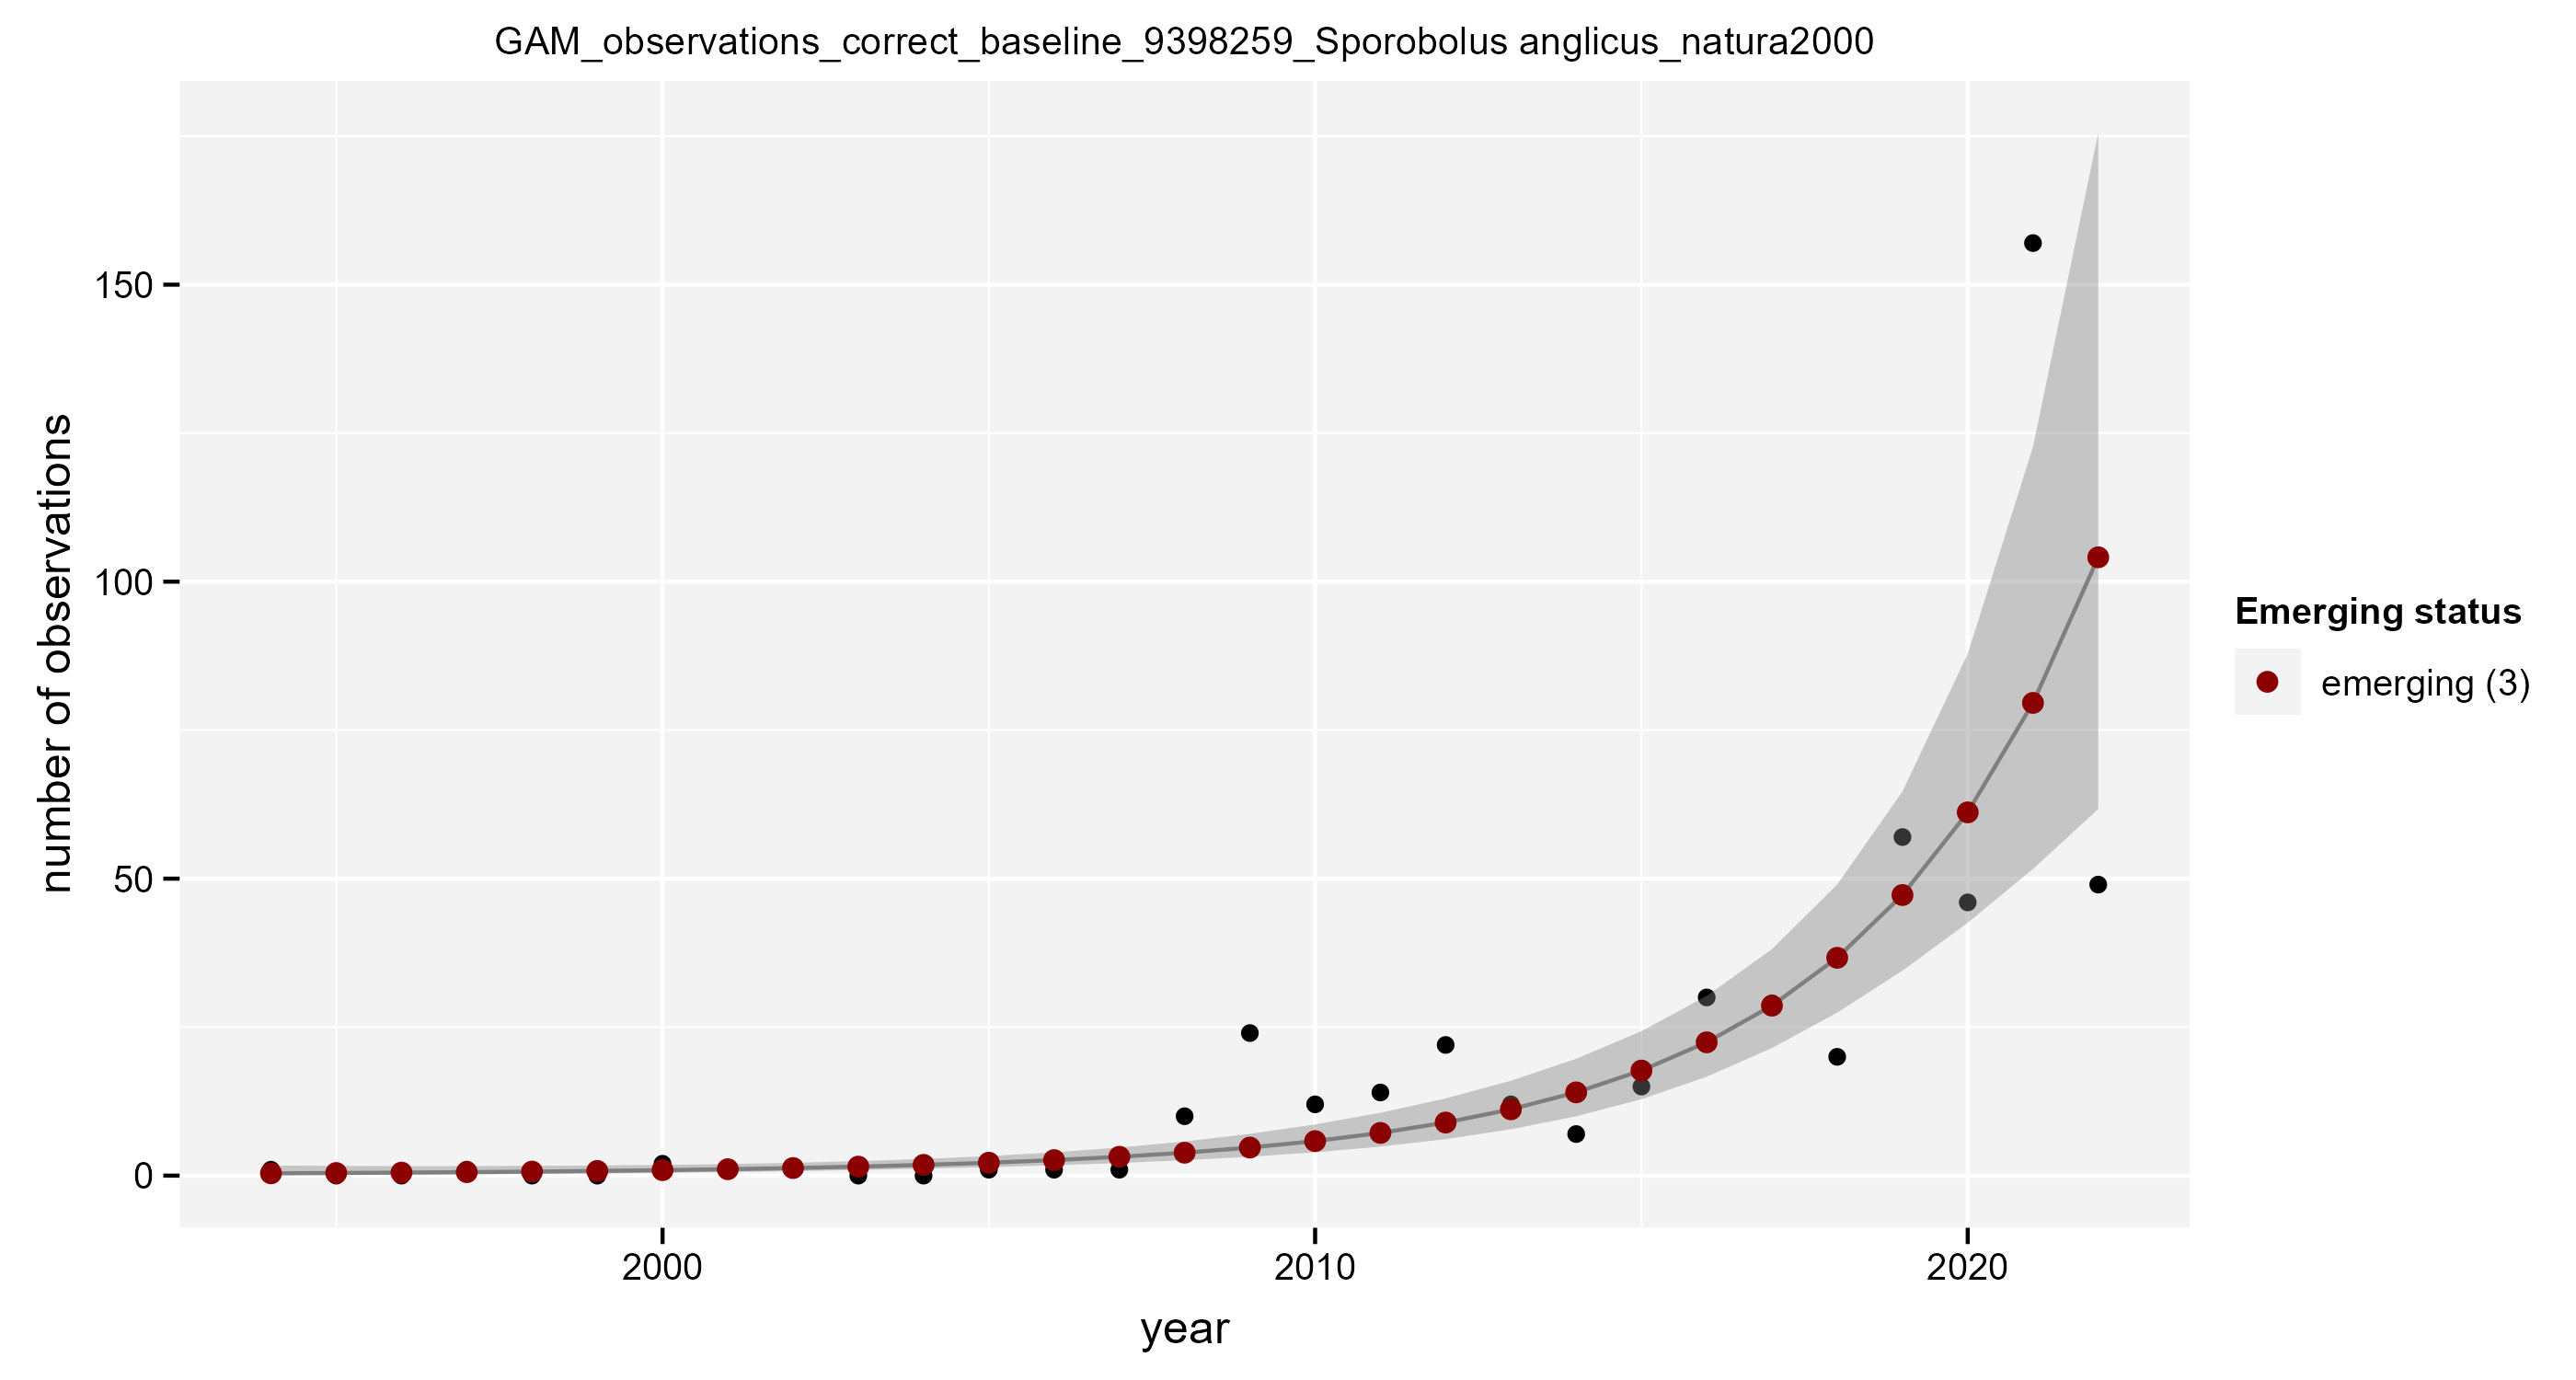 GAM_observations_correct_baseline_9398259_Sporobolus anglicus_natura2000
number of observations
150
100
50
0
2000
2010
2020
year
Emerging status
emerging (3)